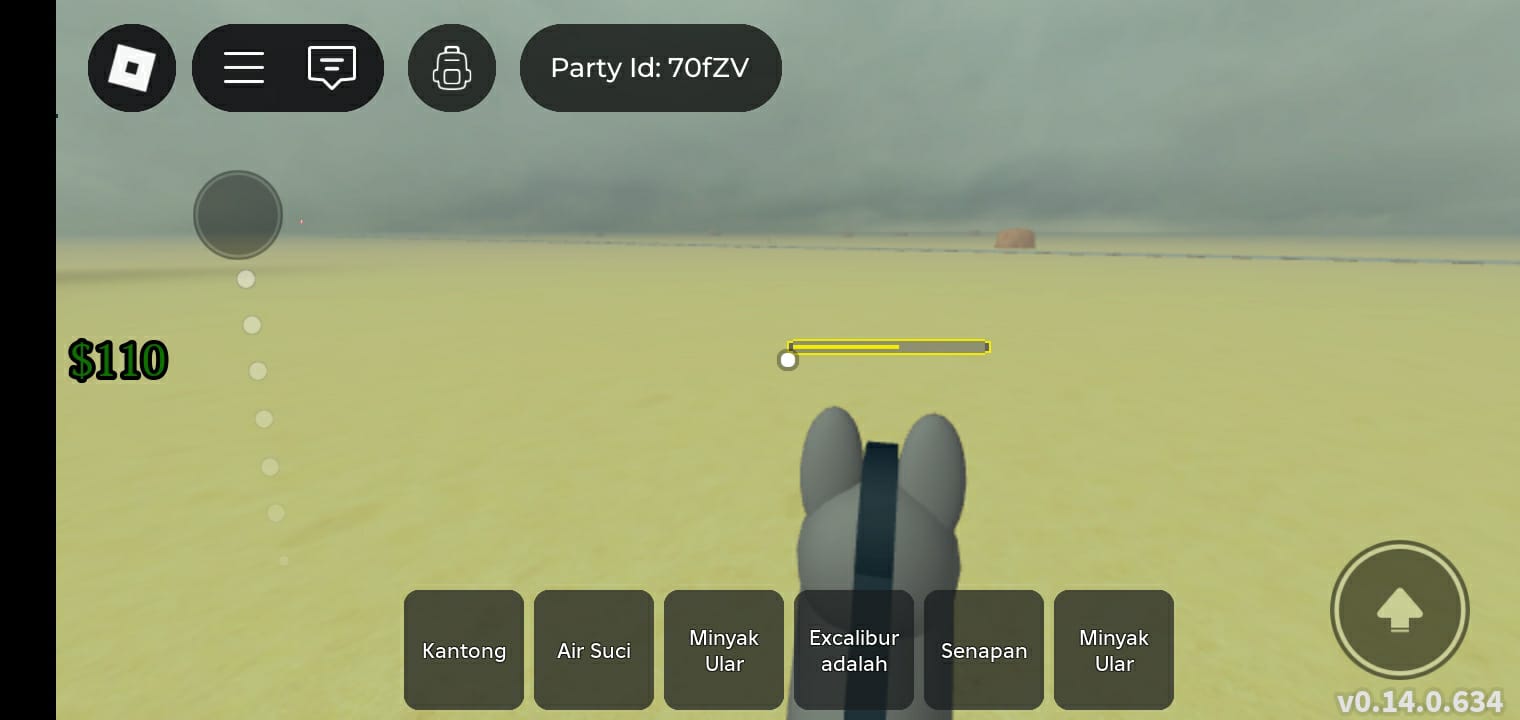 Party Id: 70fZV
$110
Kantong
Air Suci
Minyak
Ular
Excalibur
adalah
Senapan
Minyak
Ular
v0.14.0.634